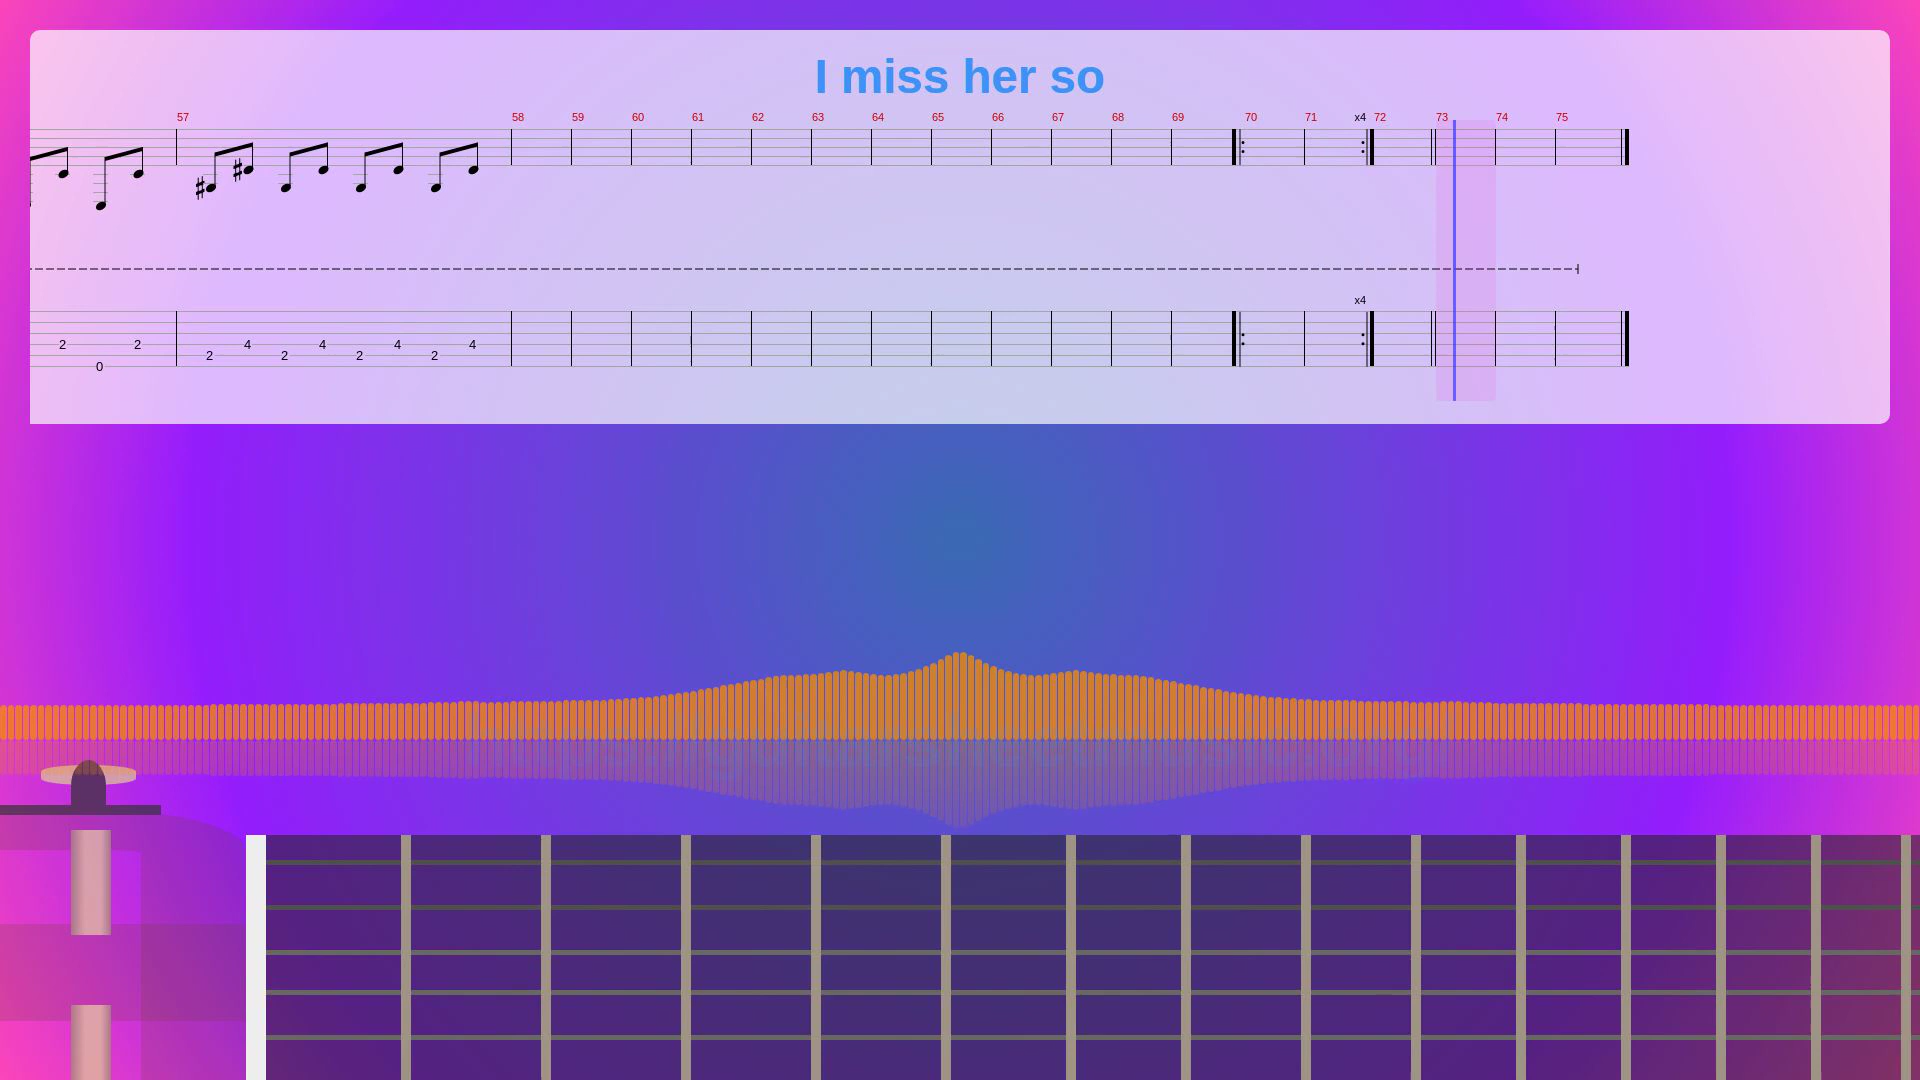 I miss her so
57 58 59 60 61 62 63 64 65 66 67 68 69 70 71 x4 72 73 74 75
x4
2 2 4 4 4 4
0 2 2 2 2